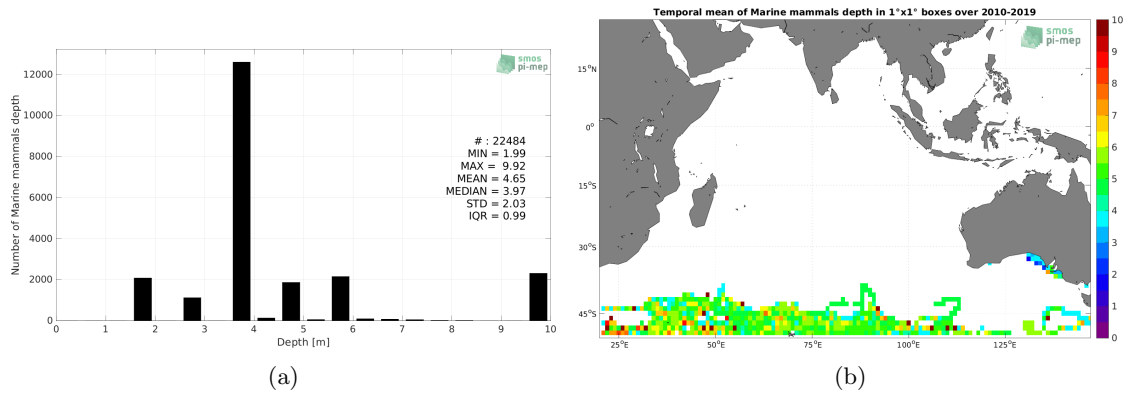 smos
pi-mep
12000
10000
8000
6000
4000
2000
0
Number of Marine mammals depth
# : 22484
MIN = 1.99
MAX = 9.92
MEAN = 4.65
MEDIAN = 3.97
STD = 2.03
IQR = 0.99
0 1 2 3 4 5 6 7 8 9 10
Depth [m]
(a)
Temporal mean of Marine mammals depth in 1°x1° boxes over 2010-2019
smos
pi-mep
15°N
0°
15°S
30°S
45°S
25°E 50°E 75°E 100°E 125°E
10
9
8
7
6
5
4
3
2
1
0
(b)